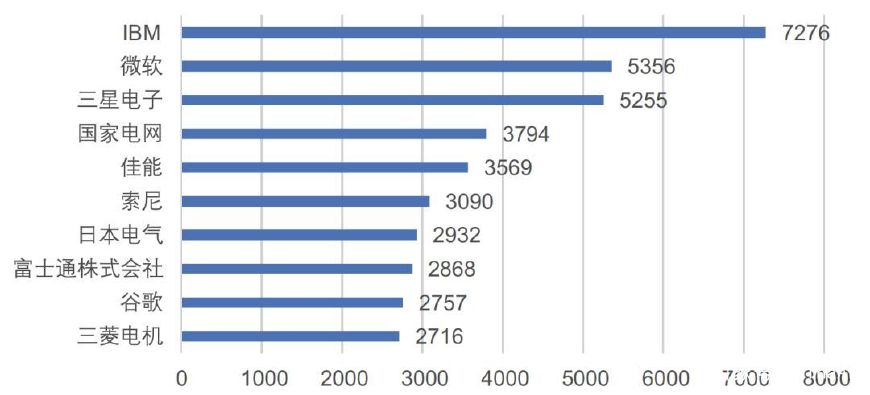 IBM 7276
微软 5356
三星电子 5255
国家电网 3794
佳能 3569
索尼 3090
日本电气 2932
富士通株式会社 2868
谷歌 2757
三菱电机 2716
0 1000 2000 3000 4000 5000 6000 7000 8000